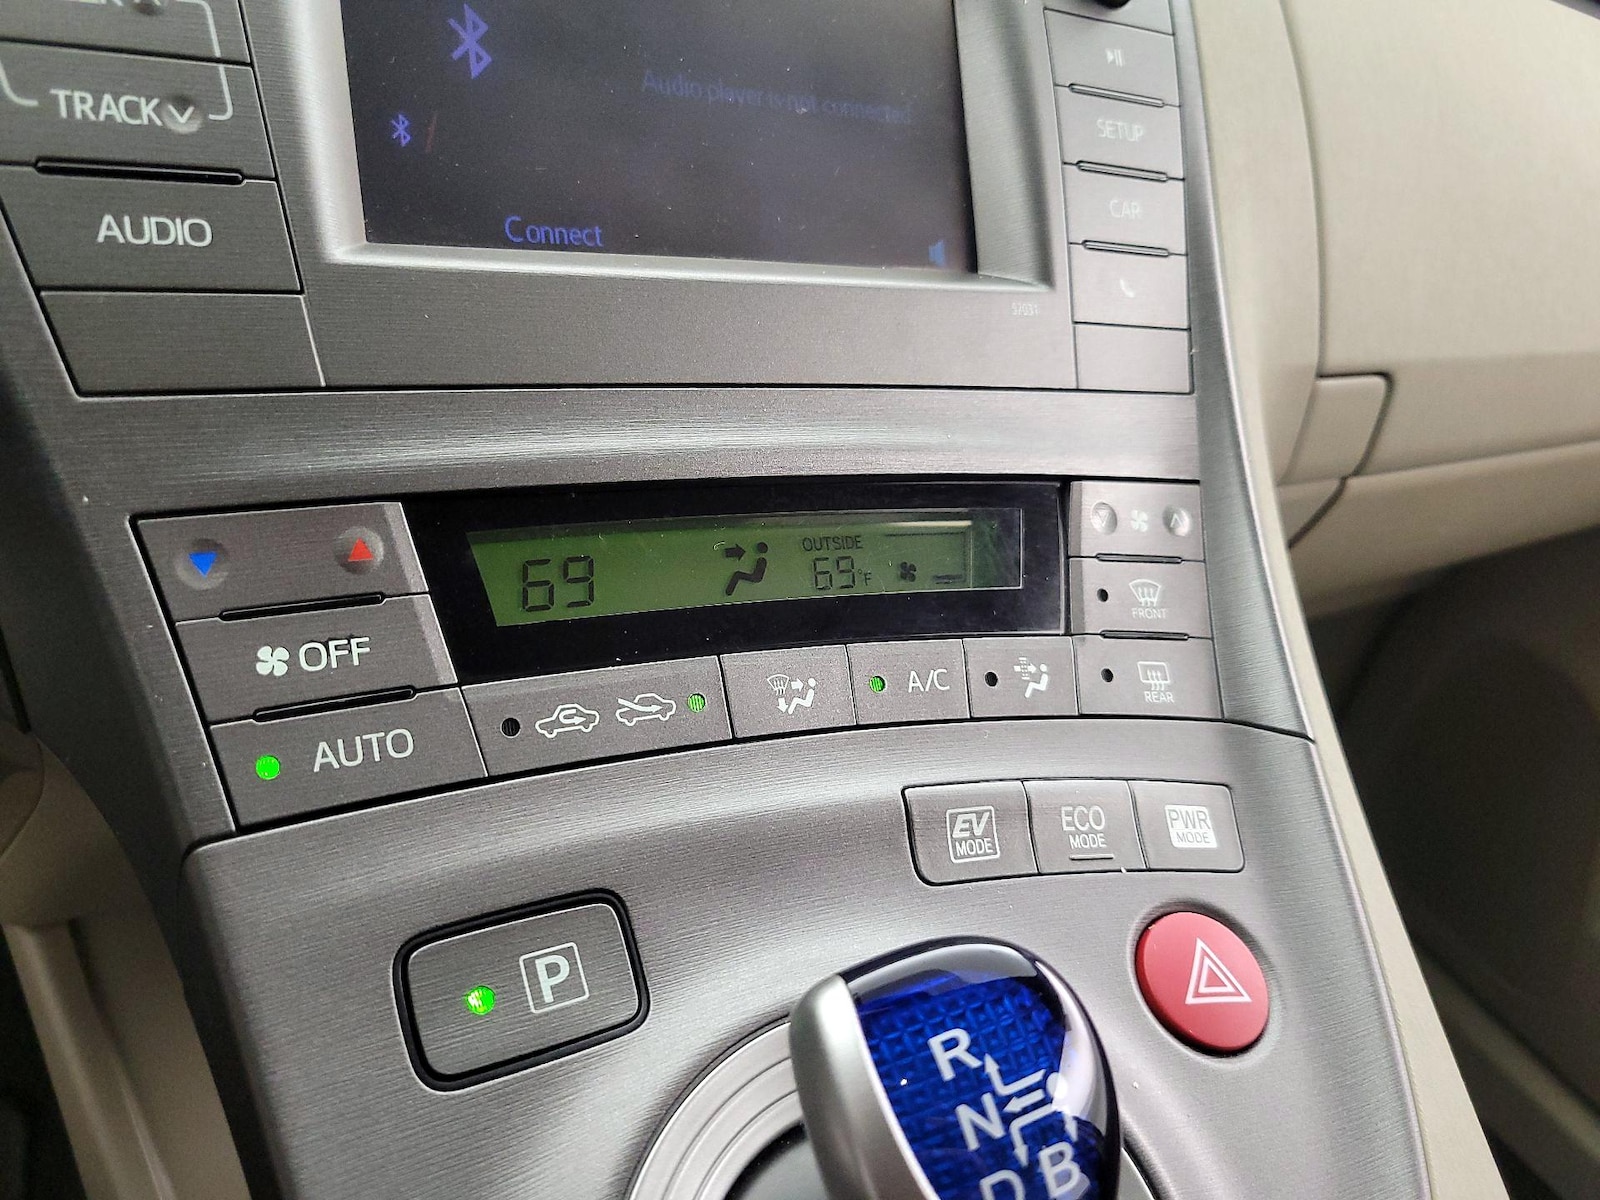 TRACK
AUDIO
Audio player is not connected
Connect
SETUP
CAR
57031
69
OUTSIDE
69°F
OFF
AUTO
A/C
FRONT
REAR
EV
MODE
ECO
MODE
PWR
MODE
P
R
N
D B